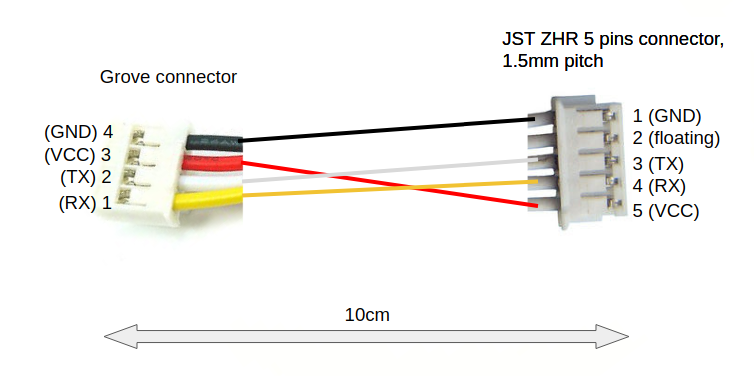 JST ZHR 5 pins connector,
1.5mm pitch
Grove connector
(GND) 4
(VCC) 3
(TX) 2
(RX) 1
1 (GND)
2 (floating)
3 (TX)
4 (RX)
5 (VCC)
10cm